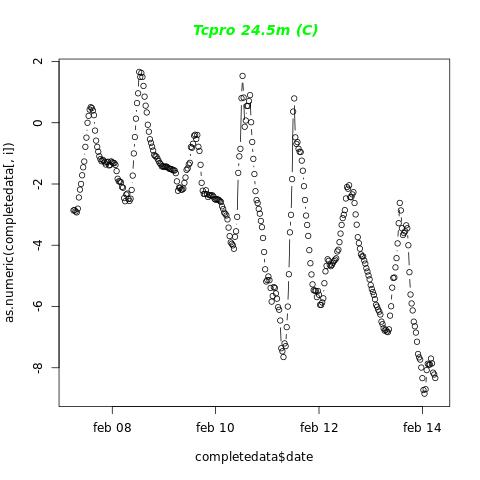 Tcpro 24.5m (C)
as.numeric(completedata[, i])
2
0
-2
-4
-6
-8
feb 08
feb 10
feb 12
feb 14
completedata$date